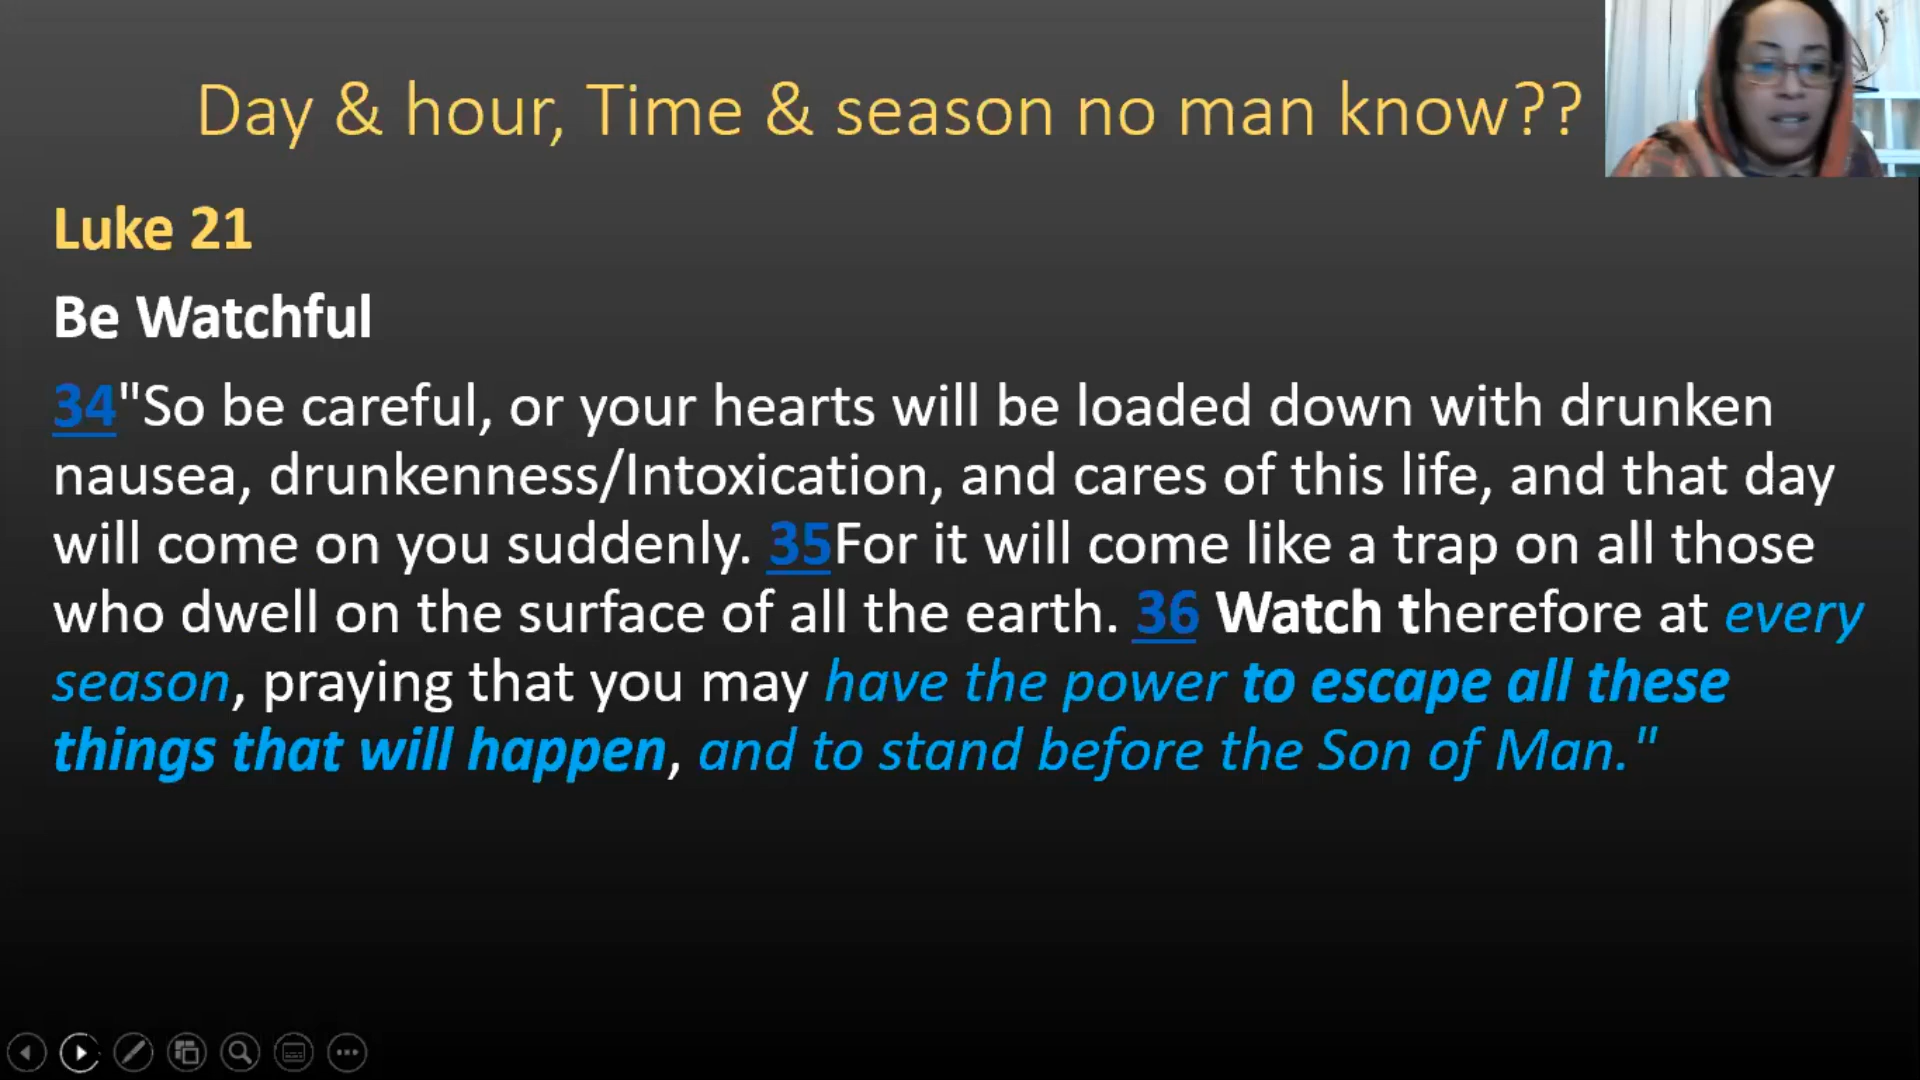 Day & hour, Time & season no man know??
Luke 21
Be Watchful
34"So be careful, or your hearts will be loaded down with drunken
nausea, drunkenness/Intoxication, and cares of this life, and that day
will come on you suddenly. 35For it will come like a trap on all those
who dwell on the surface of all the earth. 36 Watch therefore at every
season, praying that you may have the power to escape all these
things that will happen, and to stand before the Son of Man."